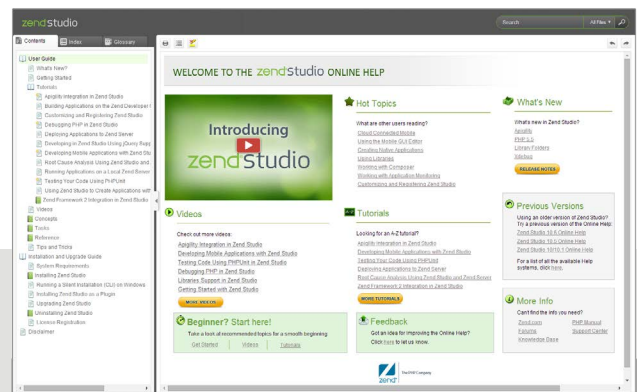 zendstudio
Search
All Files
Contents
Index
Glossary
User Guide
What's New?
Getting Started
Tutorials
Apigility Integration in Zend Studio
Building Applications on the Zend Developer
Customizing and Registering Zend Studio
Debugging PHP in Zend Studio
Deploying Applications to Zend Server
Developing in Zend Studio Using jQuery Supp
Developing Mobile Applications with Zend Stu
Root Cause Analysis Using Zend Studio and
Running Applications on a Local Zend Server
Testing Your Code Using PHPUnit
Using Zend Studio to Create Applications with
Zend Framework 2 Integration in Zend Studio
Videos
Concepts
Tasks
Reference
Tips and Tricks
Installation and Upgrade Guide
System Requirements
Installing Zend Studio
Running a Silent Installation (CLI) on Windows
Installing Zend Studio as a Plugin
Upgrading Zend Studio
Uninstalling Zend Studio
License Registration
Disclaimer
WELCOME TO THE zendstudio ONLINE HELP
Introducing
zend studio
Hot Topics
What are other users reading?
Cloud Connected Mobile
Using the Mobile GUI Editor
Creating Native Applications
Using Libraries
Working with Composer
Working with Application Monitoring
Customizing and Registering Zend Studio
What's New
What's new in Zend Studio?
Apigility
Library Folders
RELEASE NOTES
Videos
Check out more videos:
Apigility Integration in Zend Studio
Developing Mobile Applications with Zend Studio
Testing Code Using PHPUnit in Zend Studio
Debugging PHP in Zend Studio
Libraries Support in Zend Studio
Getting Started with Zend Studio
MORE VIDEOS
Tutorials
Looking for an A-Z tutorial?
Apigility Integration in Zend Studio
Developing Mobile Applications with Zend Studio
Testing Your Code Using PHPUnit
Deploying Applications to Zend Server
Root Cause Analysis Using Zend Studio and Zend Server
Zend Framework 2 Integration in Zend Studio
MORE TUTORIALS
Previous Versions
Using an older version of Zend Studio?
Try a previous version of the Online Help:
Zend Studio 10.6 Online Help
Zend Studio 10.5 Online Help
Zend Studio 10/10.1 Online Help
For a list of all the available Help
systems, click here.
Beginner? Start here!
Take a look at recommended topics for a smooth beginning:
Get Started
Videos
Tutorials
Feedback
Got an idea for improving the Online Help?
Click here to let us know.
More Info
Can't find the info you need?
Zend.com
PHP Manual
Forums
Support Center
Knowledge Base
zend
The PHP Company